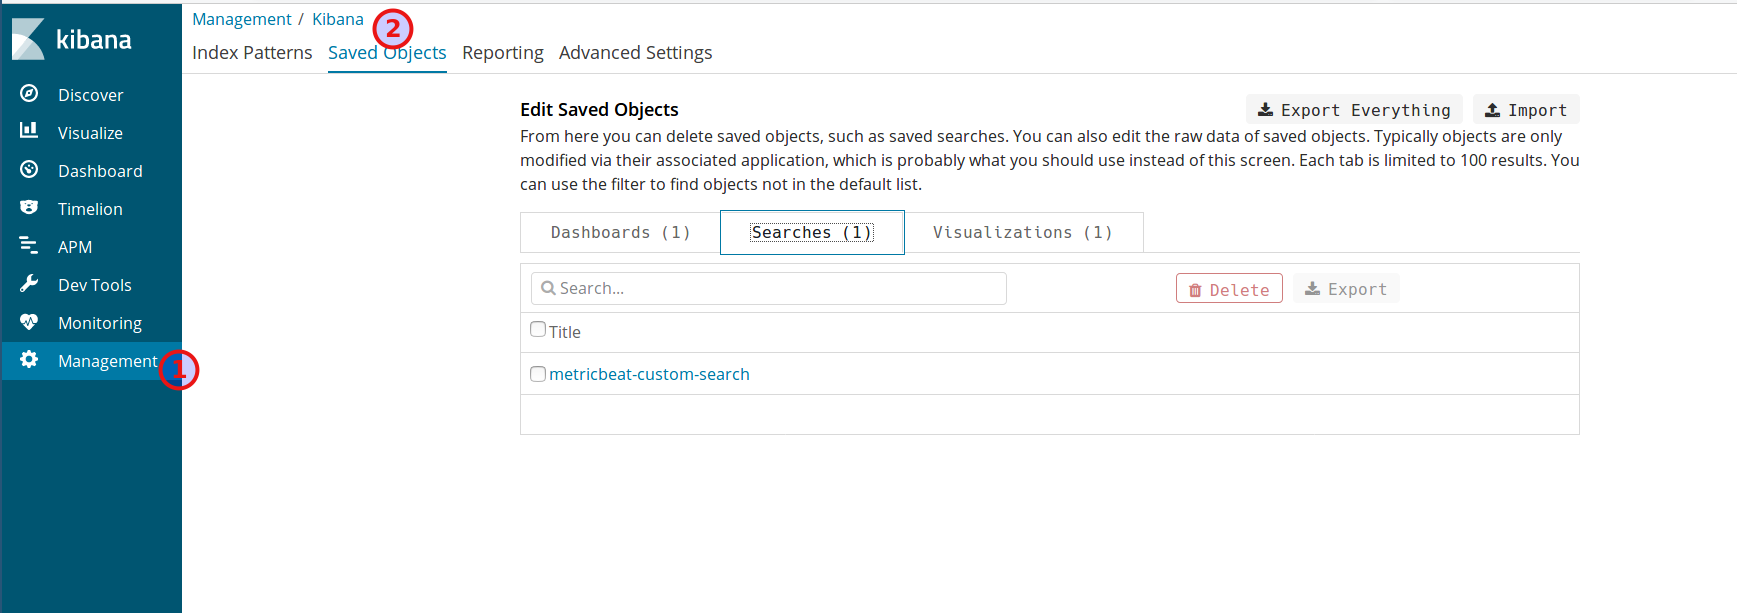 kibana
Discover
Visualize
Dashboard
Timelion
APM
Dev Tools
Monitoring
Management
1
Management / Kibana
2
Index Patterns Saved Objects Reporting Advanced Settings
Edit Saved Objects
Export Everything Import
From here you can delete saved objects, such as saved searches. You can also edit the raw data of saved objects. Typically objects are only
modified via their associated application, which is probably what you should use instead of this screen. Each tab is limited to 100 results. You
can use the filter to find objects not in the default list.
Dashboards (1) Searches (1) Visualizations (1)
Search... Delete Export
Title
metricbeat-custom-search